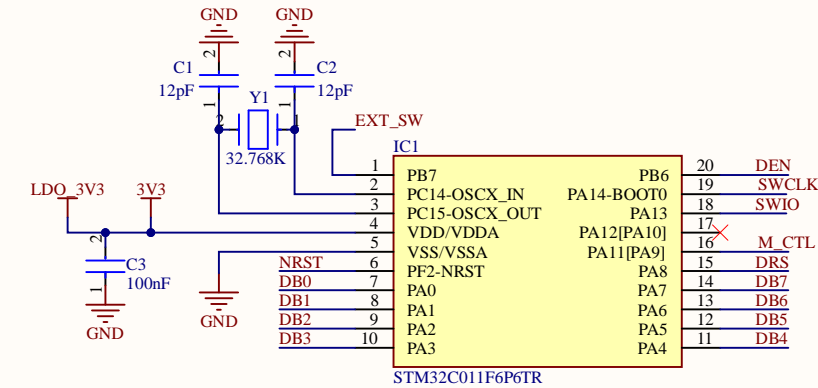 GND GND
2 2
C1 C2
12pF 12pF
1 1
Y1
2 1
32.768K
EXT_SW
IC1
1 PB7 PB6 20 DEN
2 PC14-OSCX_IN PA14-BOOT0 19 SWCLK
3 PC15-OSCX_OUT PA13 18 SWIO
LDO_3V3 3V3
4 VDD/VDDA PA12[PA10] 17
5 VSS/VSSA PA11[PA9] 16 M_CTL
2
C3
100nF
1
GND
GND
NRST 6 PF2-NRST PA8 15 DRS
DB0 7 PA0 PA7 14 DB7
DB1 8 PA1 PA6 13 DB6
DB2 9 PA2 PA5 12 DB5
DB3 10 PA3 PA4 11 DB4
STM32C011F6P6TR